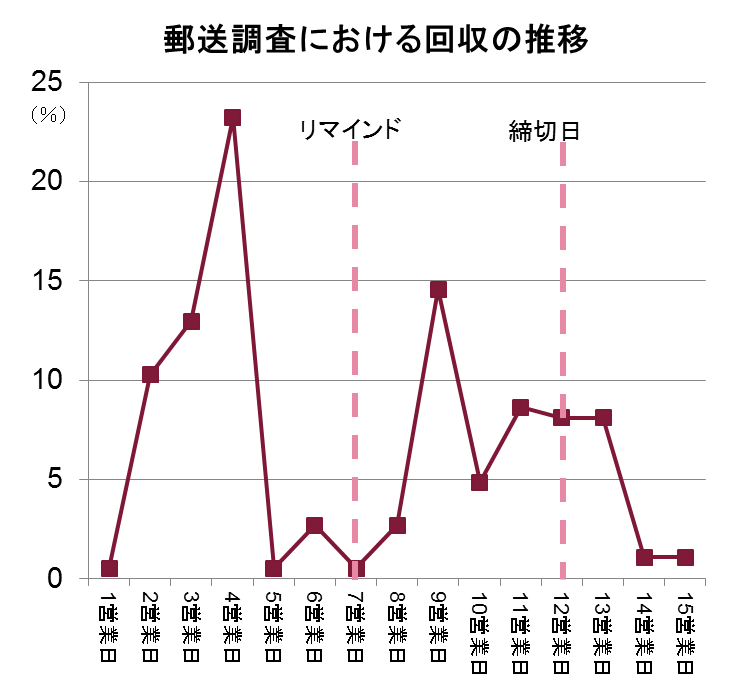 郵送調査における回収の推移
25
(%)
20
15
10
5
0
リマインド
締切日
1営業日
2営業日
3営業日
4営業日
5営業日
6営業日
7営業日
8営業日
9営業日
10営業日
11営業日
12営業日
13営業日
14営業日
15営業日